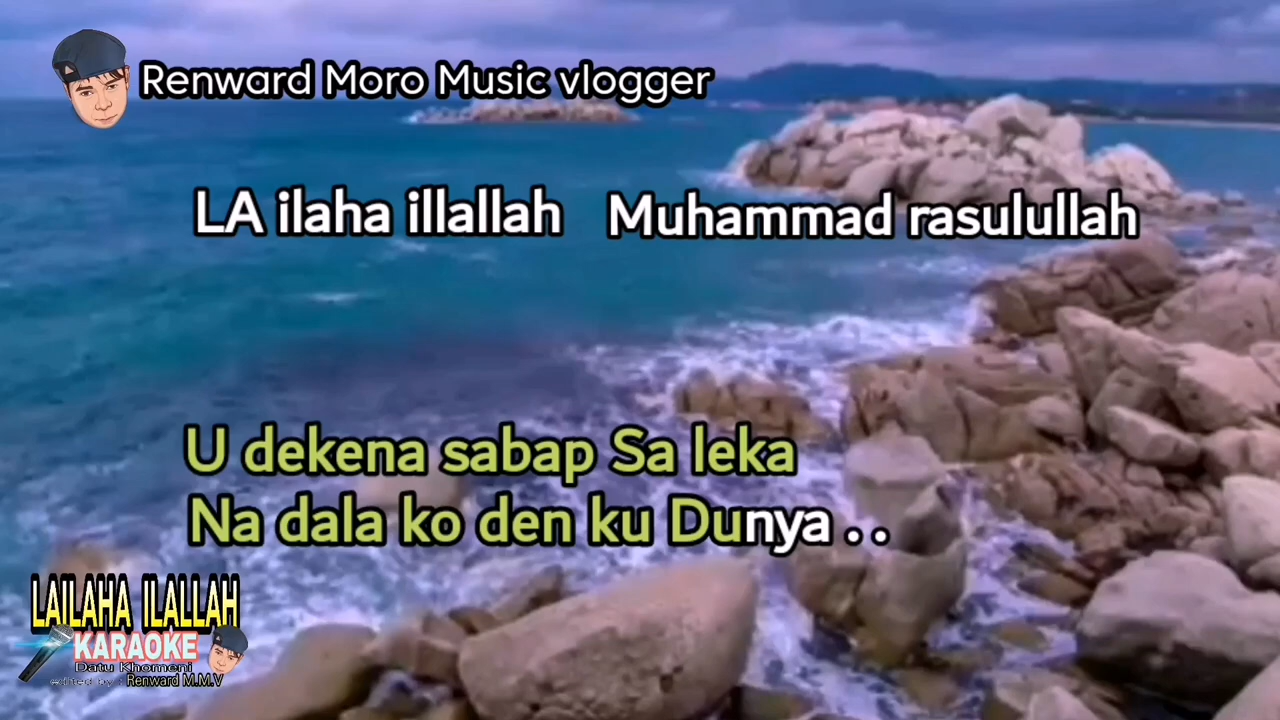 Renward Moro Music vlogger
LA ilaha illallah Muhammad rasulullah
U dekena sabap Sa leka
Na dala ko den ku Dunya . .
LAILAHA ILALLAH
KARAOKE
Datu Khomeni
edited by : Renward M.M.V